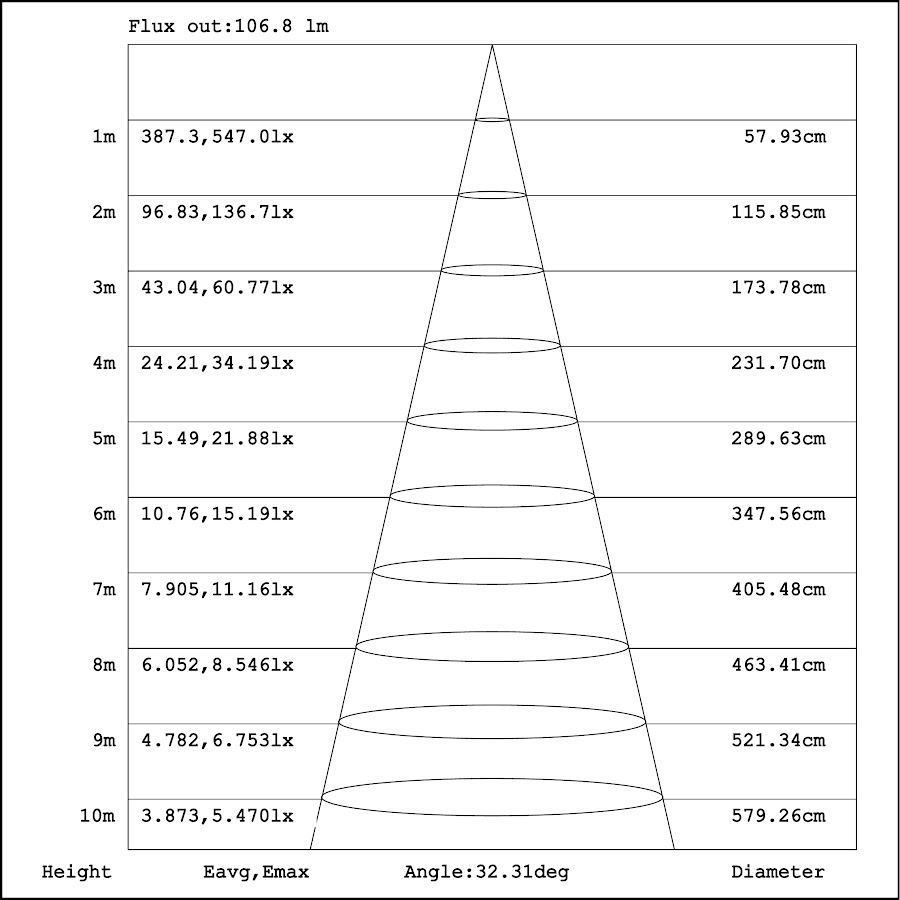 Flux out:106.8 lm
1m 387.3,547.0lx 57.93cm
2m 96.83,136.7lx 115.85cm
3m 43.04,60.77lx 173.78cm
4m 24.21,34.19lx 231.70cm
5m 15.49,21.88lx 289.63cm
6m 10.76,15.19lx 347.56cm
7m 7.905,11.16lx 405.48cm
8m 6.052,8.546lx 463.41cm
9m 4.782,6.753lx 521.34cm
10m 3.873,5.470lx 579.26cm
Height Eavg,Emax Angle:32.31deg Diameter